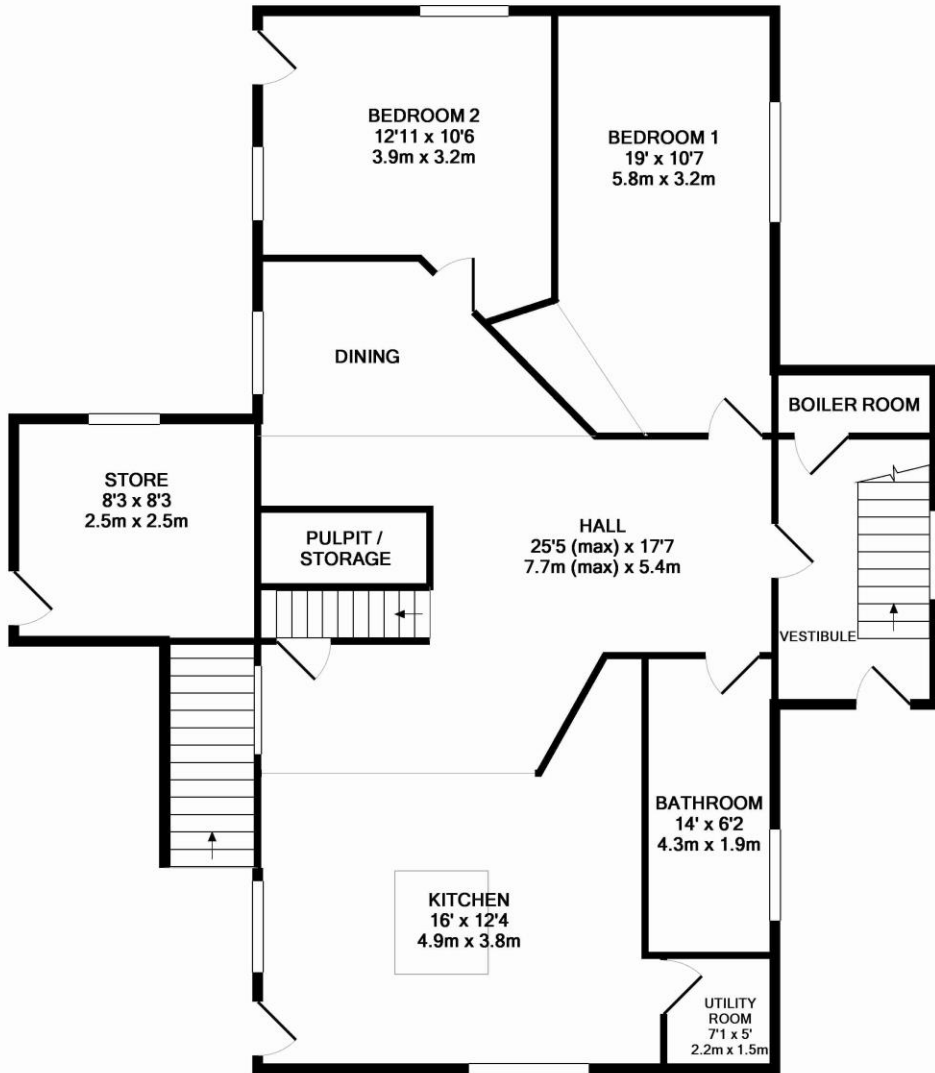 BEDROOM 2
12'11 x 10'6
3.9m x 3.2m
BEDROOM 1
19' x 10'7
5.8m x 3.2m
DINING
BOILER ROOM
STORE
8'3 x 8'3
2.5m x 2.5m
PULPIT /
STORAGE
HALL
25'5 (max) x 17'7
7.7m (max) x 5.4m
VESTIBULE
BATHROOM
14' x 6'2
4.3m x 1.9m
KITCHEN
16' x 12'4
4.9m x 3.8m
UTILITY
ROOM
7'1 x 5'
2.2m x 1.5m